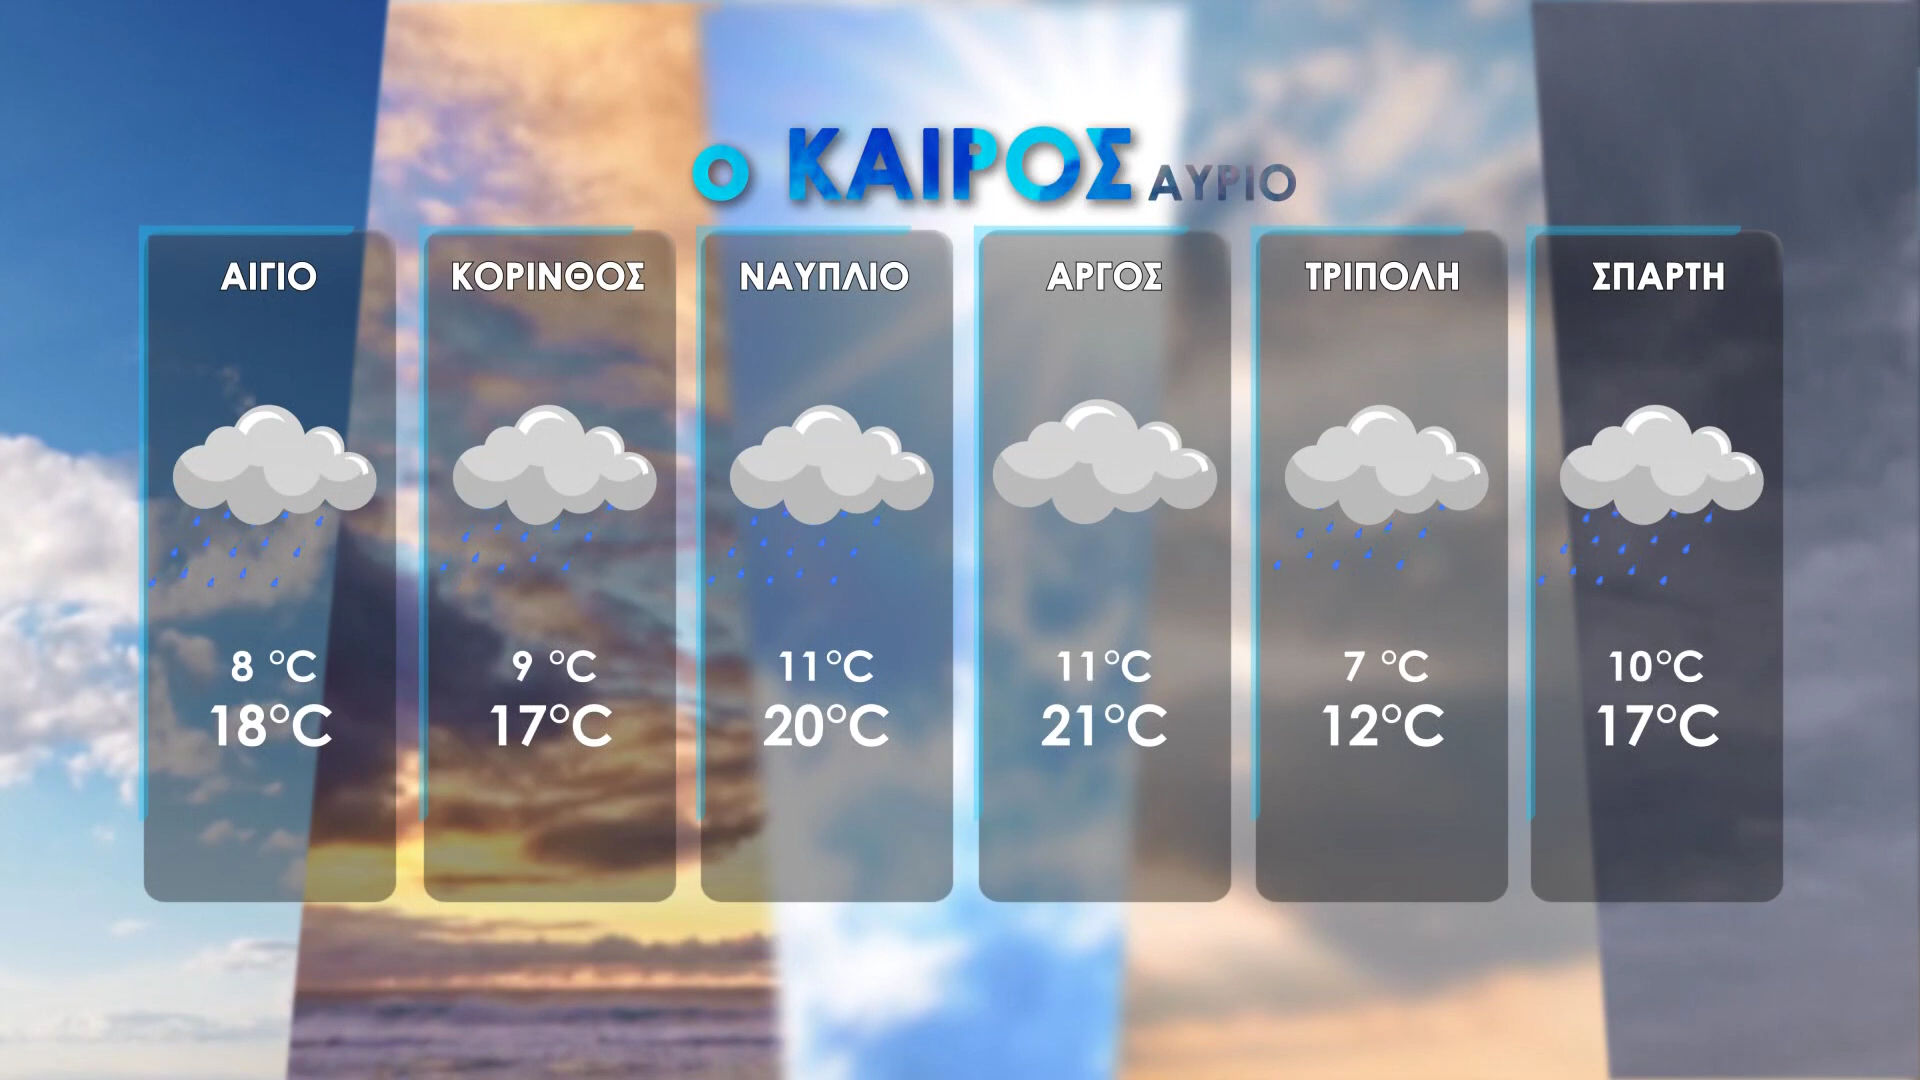 ο ΚΑΙΡΟΣ ΑΥΡΙΟ
ΑΙΓΙΟ
8 °C
18°C
ΚΟΡΙΝΘΟΣ
9 °C
17°C
ΝΑΥΠΛΙΟ
11°C
20°C
ΑΡΓΟΣ
11°C
21°C
ΤΡΙΠΟΛΗ
7 °C
12°C
ΣΠΑΡΤΗ
10°C
17°C